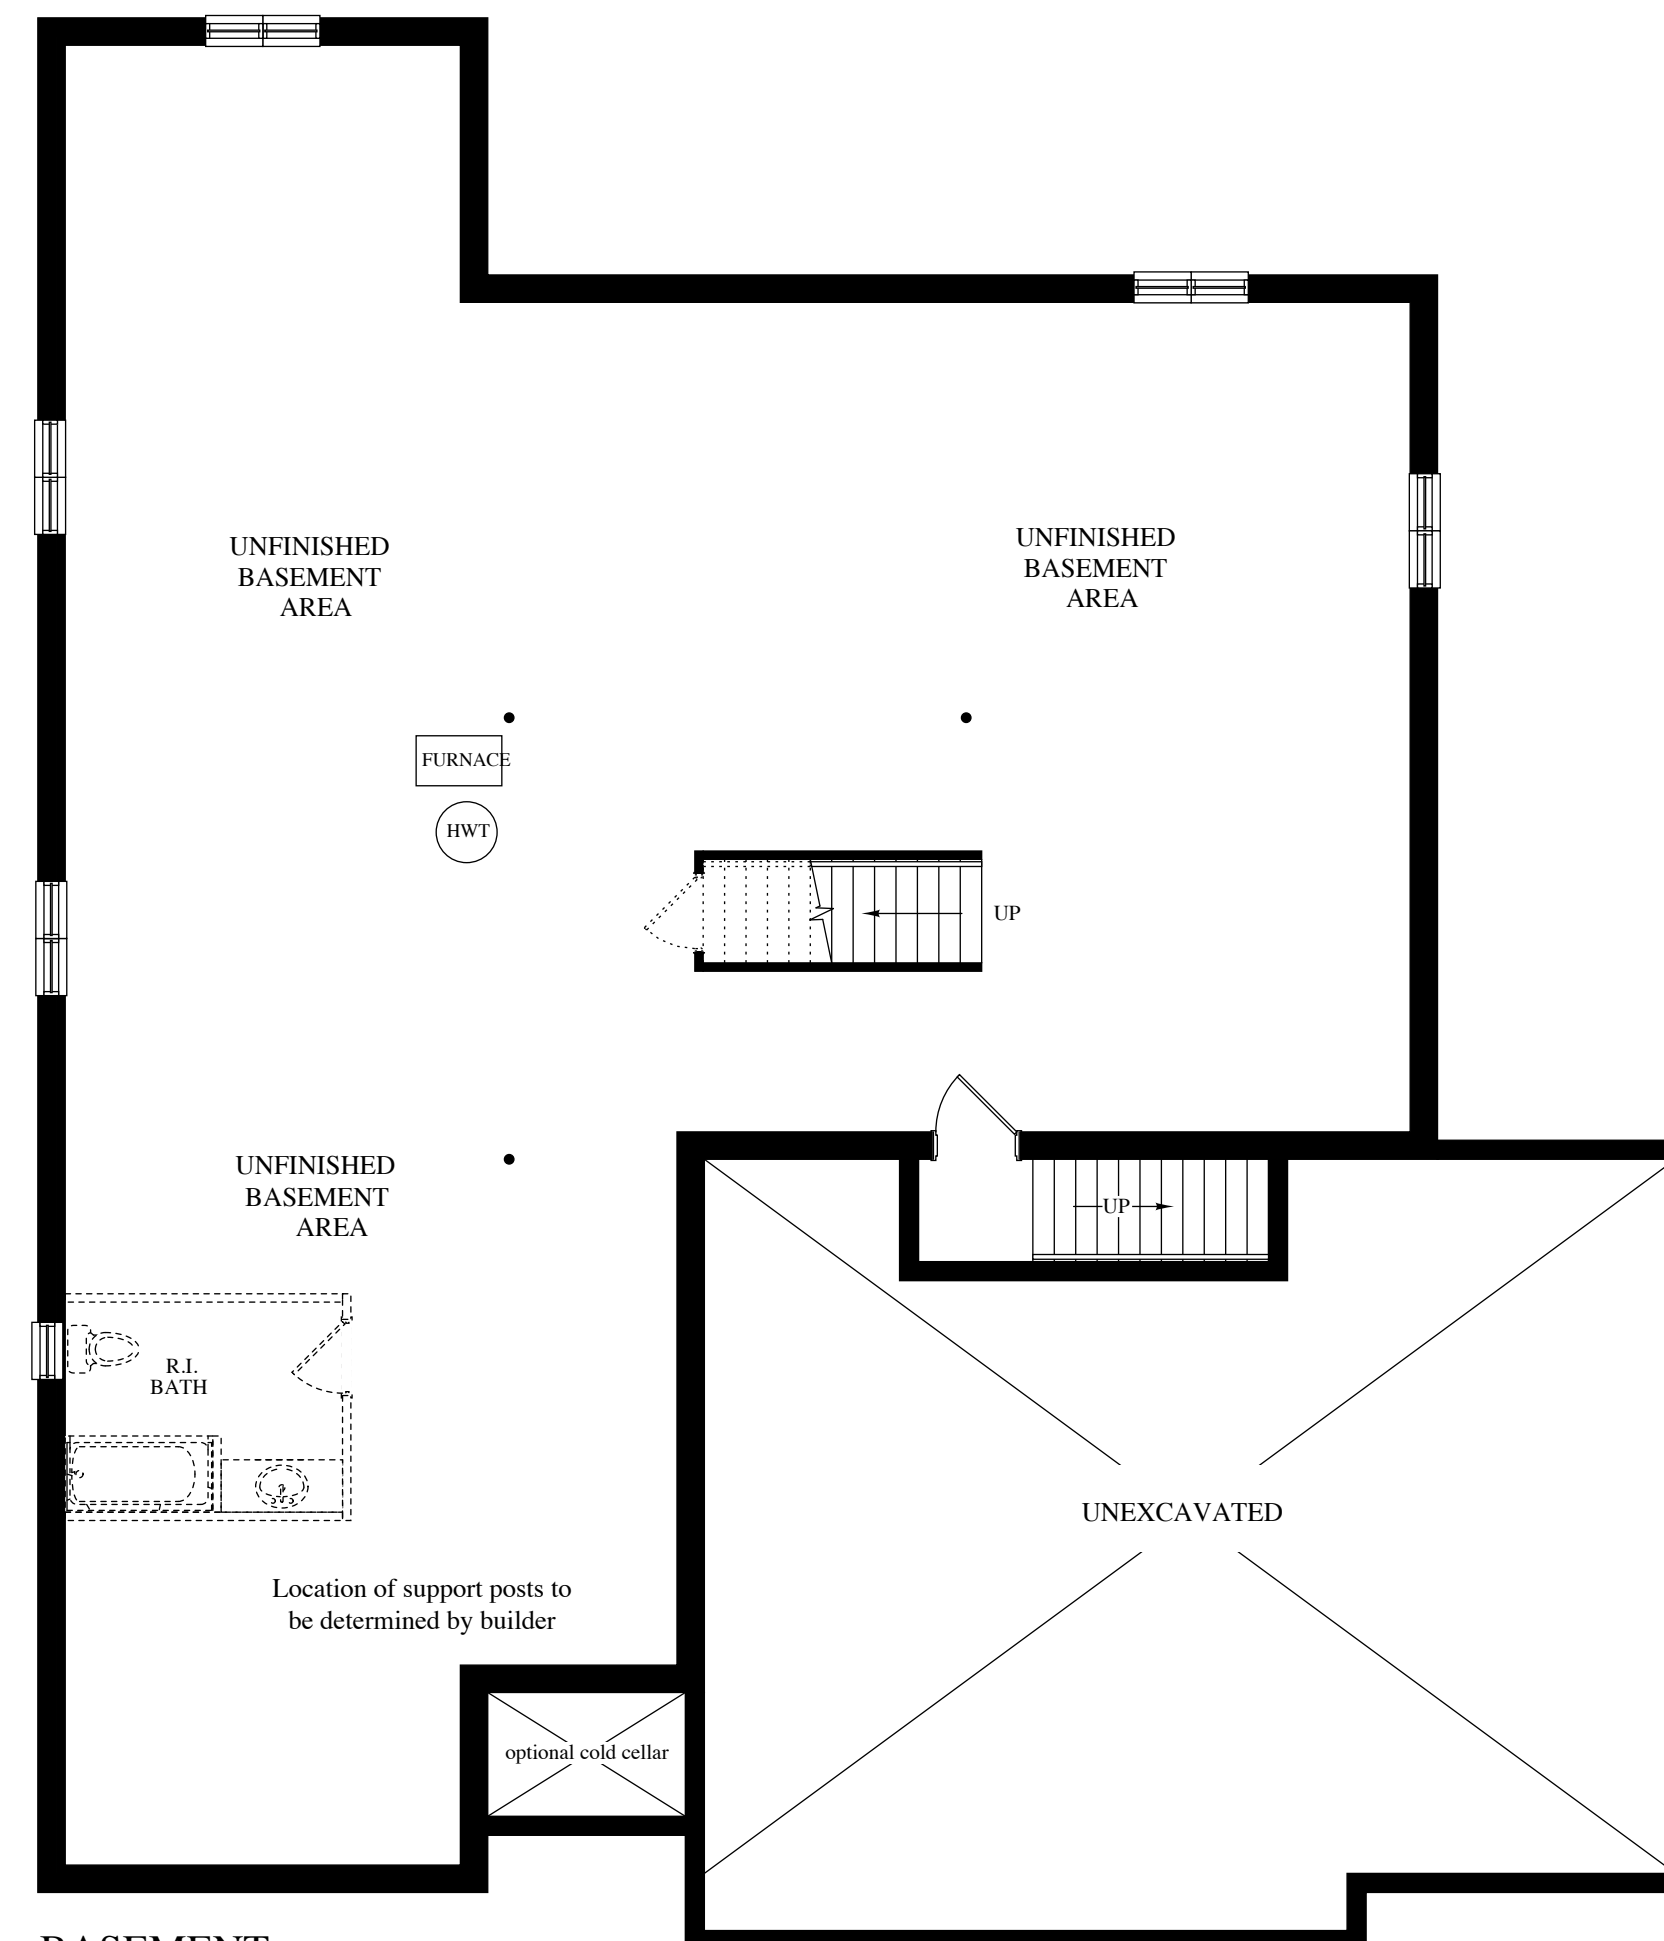 UNFINISHED
BASEMENT
AREA
UNFINISHED
BASEMENT
AREA
FURNACE
HWT
UP
UNFINISHED
BASEMENT
AREA
UP
R.I.
BATH
UNEXCAVATED
Location of support posts to
be determined by builder
optional cold cellar
BASEMENT